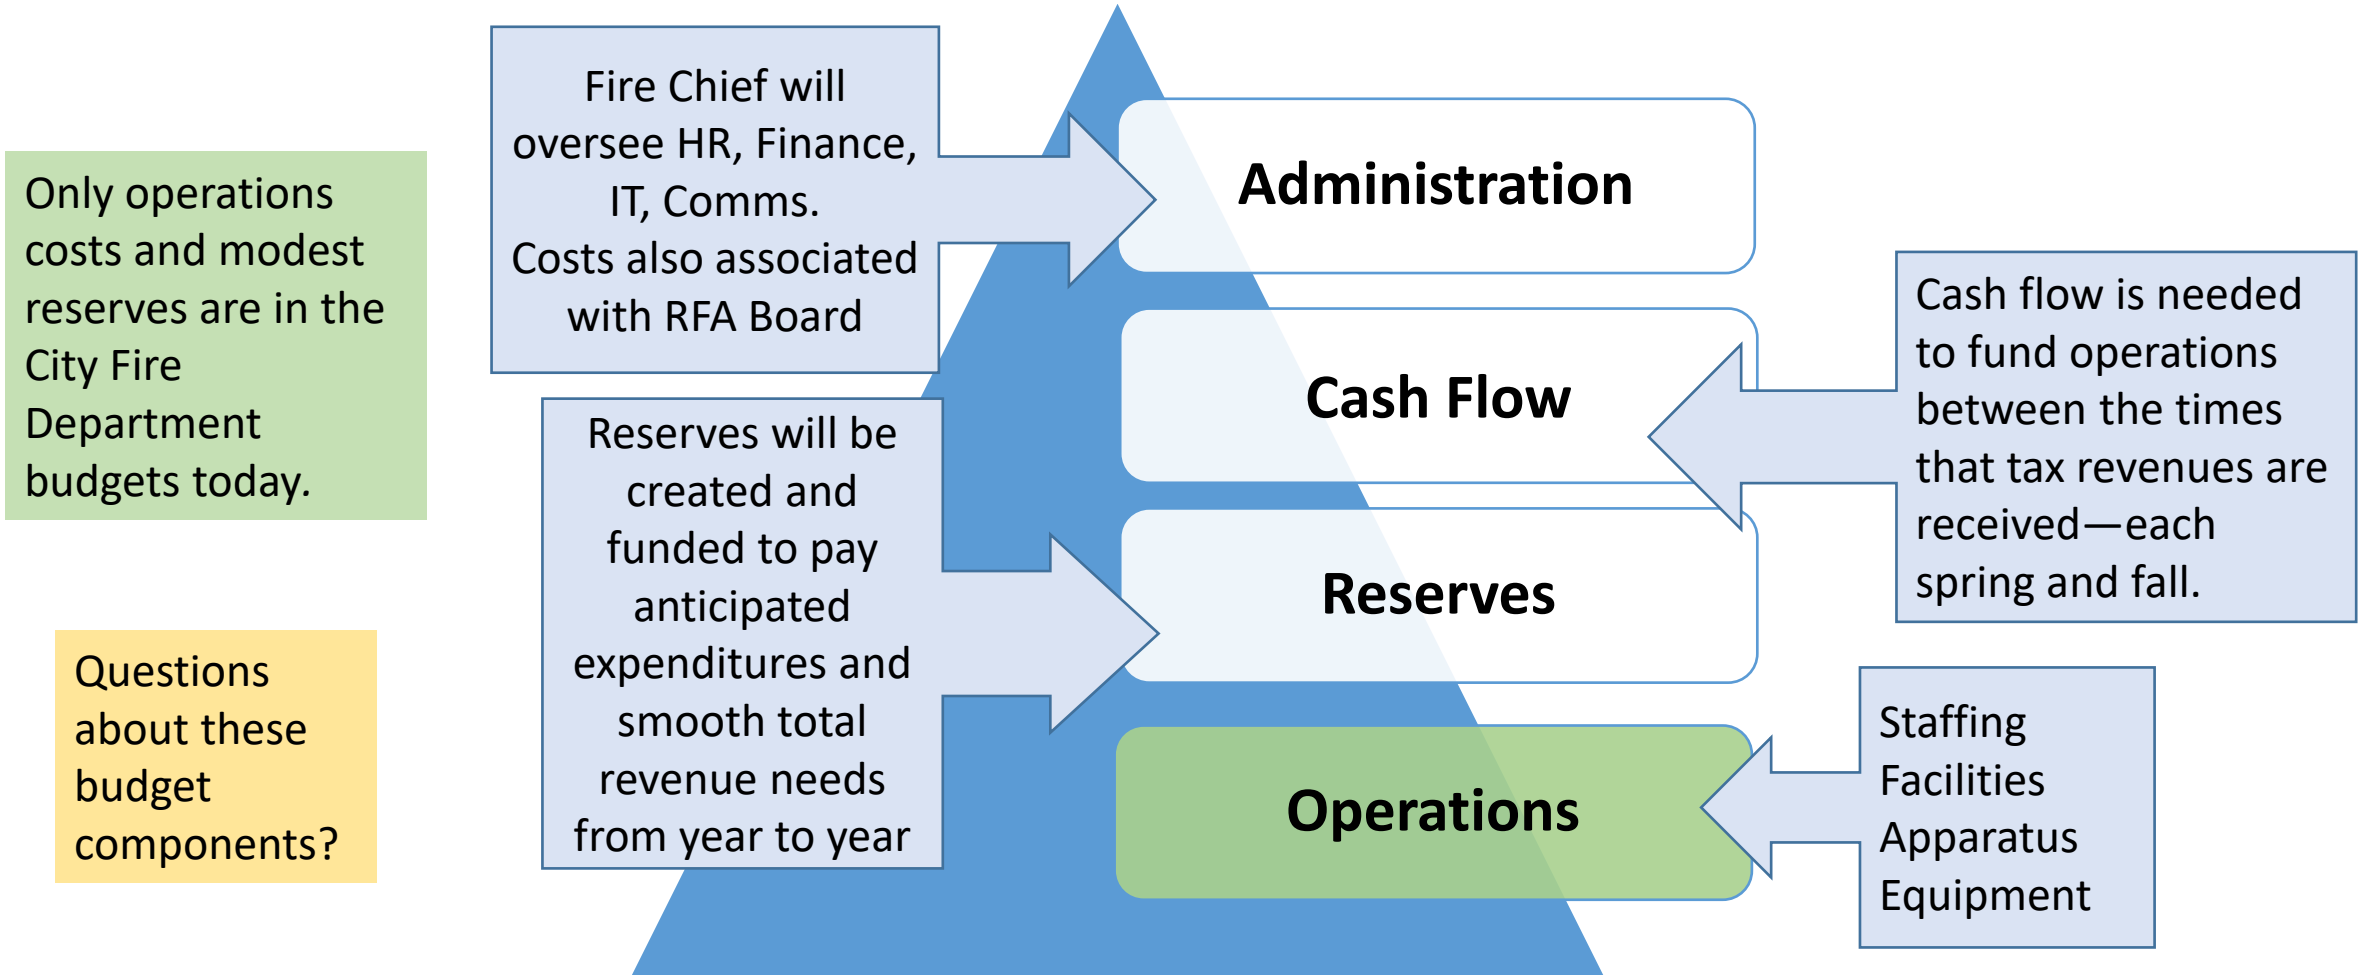 Only operations
costs and modest
reserves are in the
City Fire
Department
budgets today.
Questions
about these
budget
components?
Fire Chief will
oversee HR, Finance,
IT, Comms.
Costs also associated
with RFA Board
Reserves will be
created and
funded to pay
anticipated
expenditures and
smooth total
revenue needs
from year to year
Administration
Cash Flow
Reserves
Operations
Cash flow is needed
to fund operations
between the times
that tax revenues are
received—each
spring and fall.
Staffing
Facilities
Apparatus
Equipment